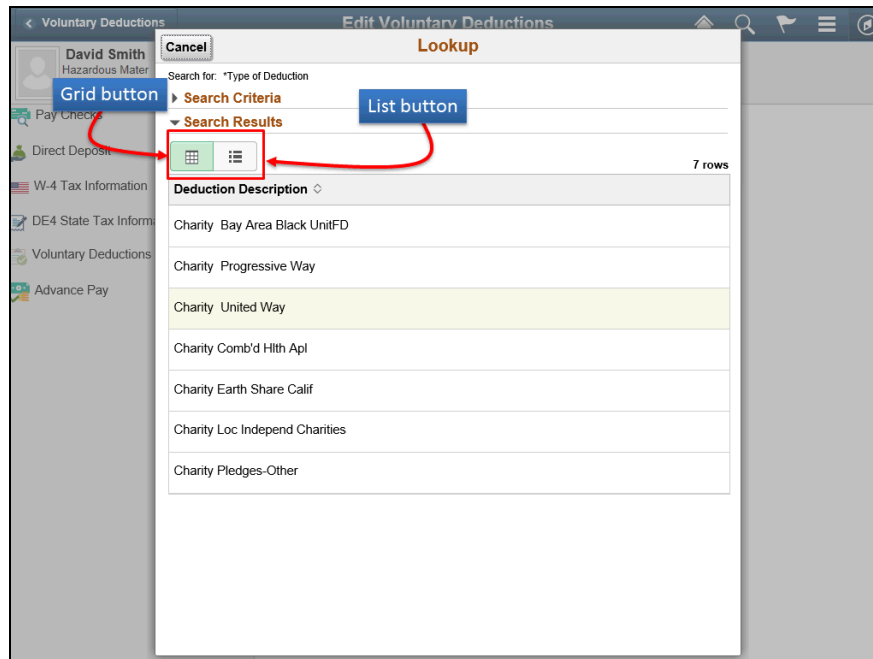 Voluntary Deductions
Edit Voluntary Deductions
David Smith
Hazardous Mater
Cancel
Lookup
Search for: *Type of Deduction
Search Criteria
Grid button
List button
Search Results
Pay Checks
Direct Deposit
W-4 Tax Information
DE4 State Tax Inform
Voluntary Deductions
Advance Pay
7 rows
Deduction Description
Charity Bay Area Black UnitFD
Charity Progressive Way
Charity United Way
Charity Comb'd Hlth Apl
Charity Earth Share Calif
Charity Loc Independ Charities
Charity Pledges-Other